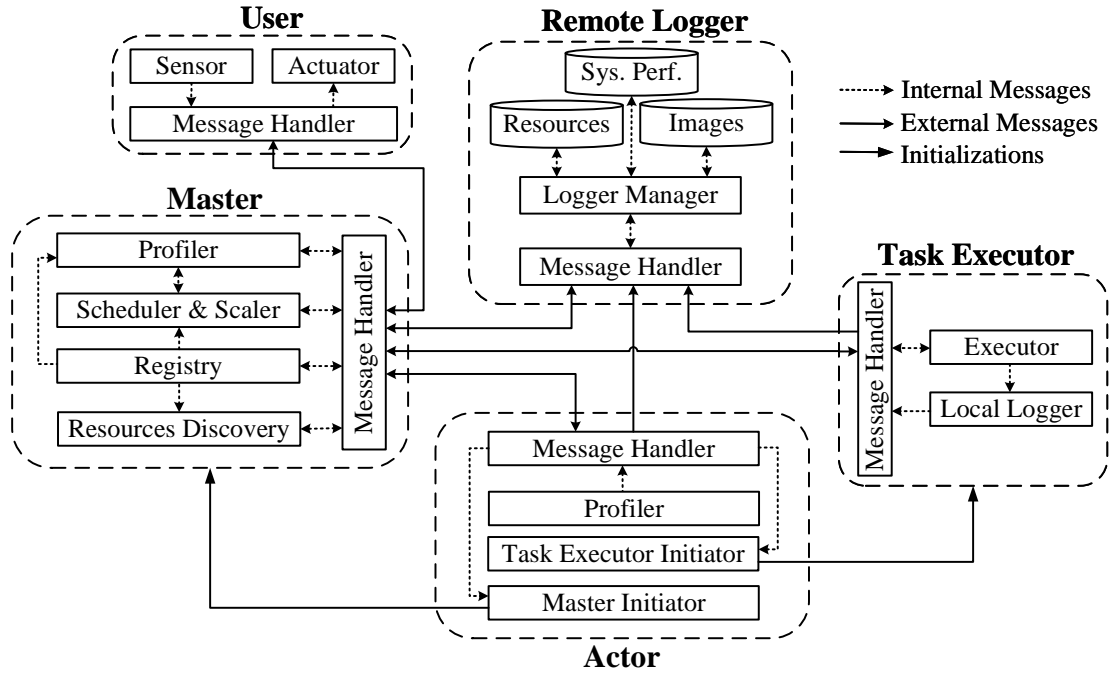 User
Sensor
Actuator
Message Handler
Remote Logger
Sys. Perf.
Resources
Images
Logger Manager
Message Handler
Internal Messages
External Messages
Initializations
Master
Profiler
Scheduler & Scaler
Registry
Resources Discovery
Message Handler
Task Executor
Message Handler
Executor
Local Logger
Message Handler
Profiler
Task Executor Initiator
Master Initiator
Actor